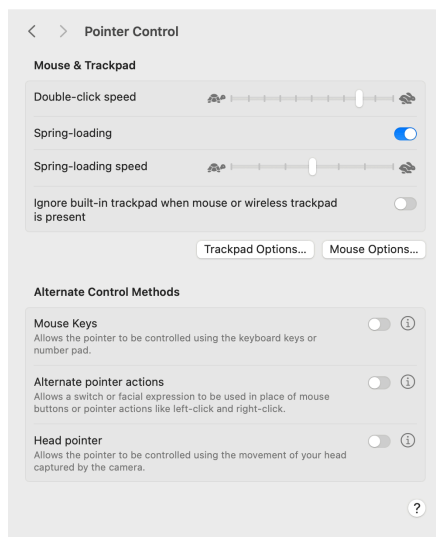 Pointer Control
Mouse & Trackpad
Double-click speed
Spring-loading
Spring-loading speed
Ignore built-in trackpad when mouse or wireless trackpad
is present
Trackpad Options... Mouse Options...
Alternate Control Methods
Mouse Keys
Allows the pointer to be controlled using the keyboard keys or
number pad.
Alternate pointer actions
Allows a switch or facial expression to be used in place of mouse
buttons or pointer actions like left-click and right-click.
Head pointer
Allows the pointer to be controlled using the movement of your head
captured by the camera.
?